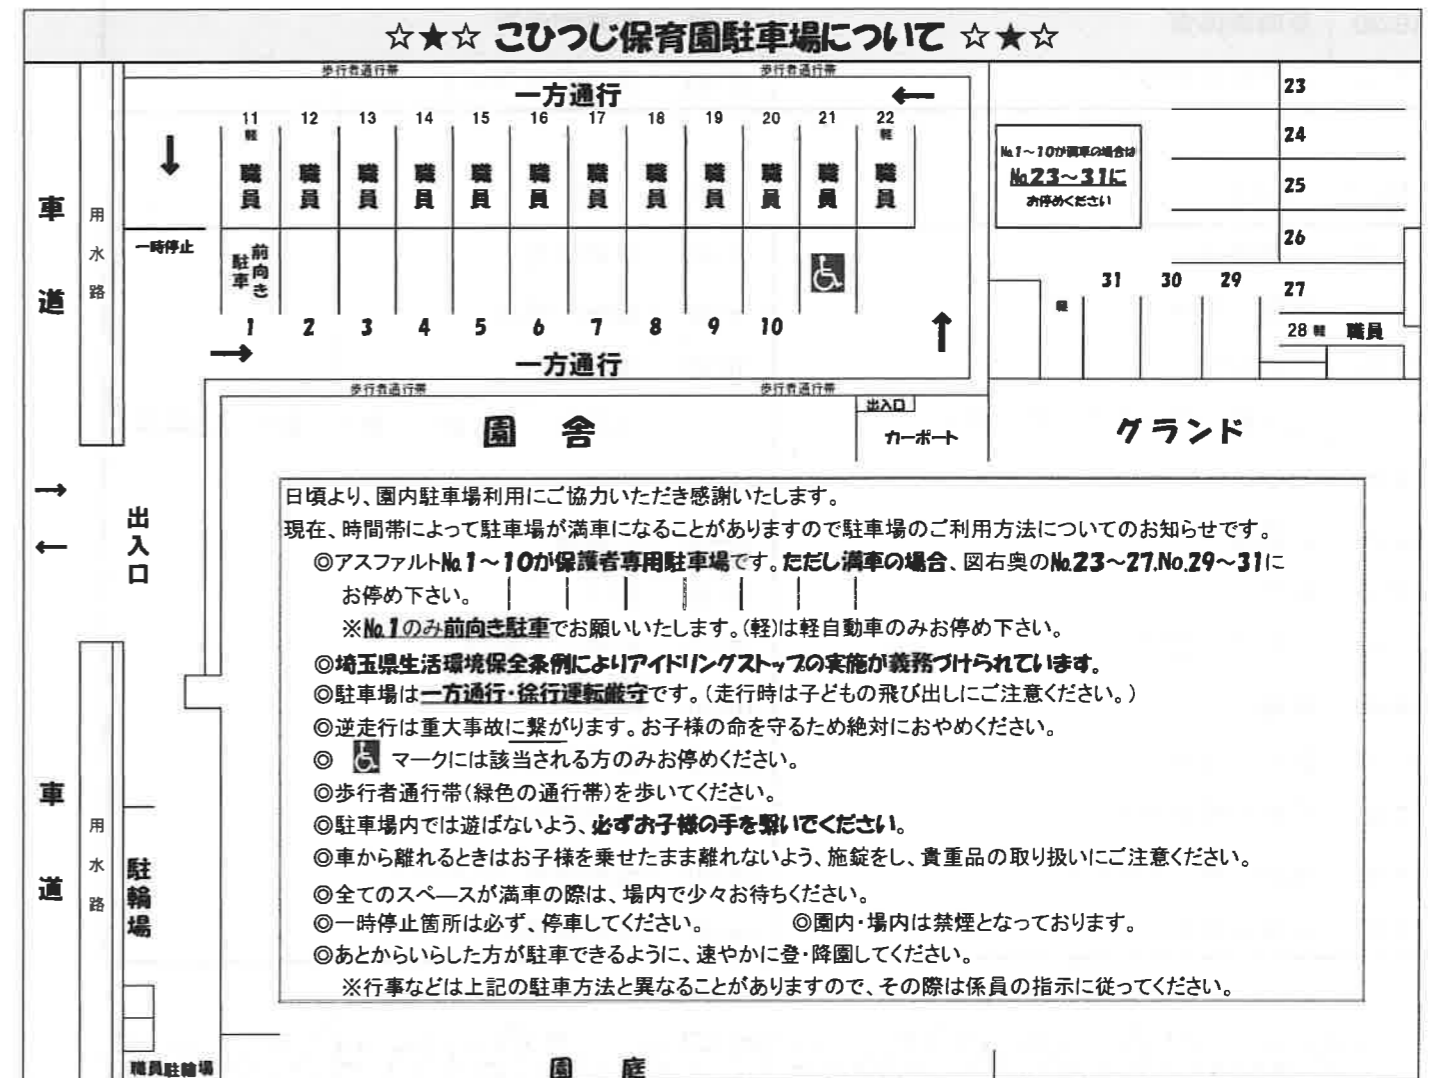 ☆★☆ こひつじ保育園駐車場について ☆★☆
歩行者通行帯 歩行者通行帯
一方通行 ←
11 12 13 14 15 16 17 18 19 20 21 22
軽 軽
職員 職員 職員 職員 職員 職員 職員 職員 職員 職員 職員 職員
↓
一時停止
前向き駐車
1 2 3 4 5 6 7 8 9 10
→ 一方通行 ↑
歩行者通行帯 歩行者通行帯
No.1~10が満車の場合は
No.23~31に
お停めください
23
24
25
26
27
28 軽 職員
31 30 29
軽
車道
用水路
園舎
出入口
カーポート
グランド
→
←
出入口
日頃より、園内駐車場利用にご協力いただき感謝いたします。
現在、時間帯によって駐車場が満車になることがありますので駐車場のご利用方法についてのお知らせです。
◎アスファルトNo.1~10が保護者専用駐車場です。ただし満車の場合、図右奥のNo.23~27.No.29~31に
お停め下さい。
※No.1のみ前向き駐車でお願いいたします。(軽)は軽自動車のみお停め下さい。
◎埼玉県生活環境保全条例によりアイドリングストップの実施が義務づけられています。
◎駐車場は一方通行・徐行運転厳守です。(走行時は子どもの飛び出しにご注意ください。)
◎逆走行は重大事故に繋がります。お子様の命を守るため絶対におやめください。
◎ マークには該当される方のみお停めください。
◎歩行者通行帯(緑色の通行帯)を歩いてください。
◎駐車場内では遊ばないよう、必ずお子様の手を繋いでください。
◎車から離れるときはお子様を乗せたまま離れないよう、施錠をし、貴重品の取り扱いにご注意ください。
◎全てのスペ―スが満車の際は、場内で少々お待ちください。
◎一時停止箇所は必ず、停車してください。 ◎園内・場内は禁煙となっております。
◎あとからいらした方が駐車できるように、速やかに登・降園してください。
※行事などは上記の駐車方法と異なることがありますので、その際は係員の指示に従ってください。
車道
用水路
駐輪場
職員駐輪場
園庭